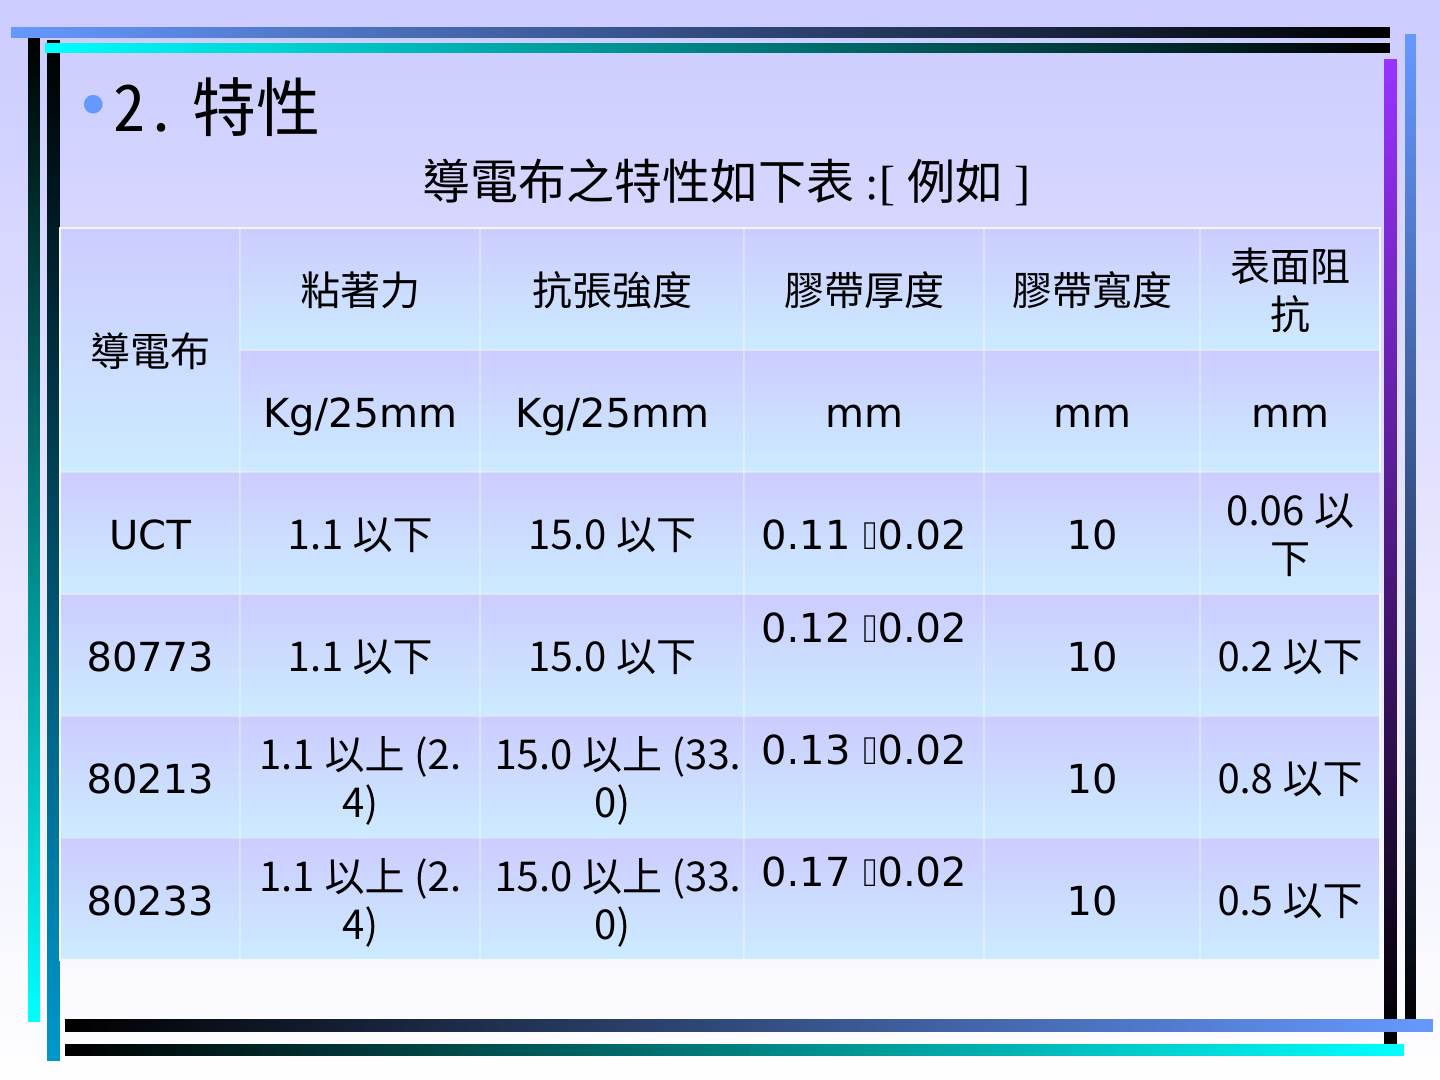 2. 特性
導電布之特性如下表 :[ 例如 ]
導電布
粘著力
抗張強度
膠帶厚度
膠帶寬度
表面阻
抗
Kg/25mm
Kg/25mm
mm
mm
mm
UCT
1.1 以下
15.0 以下
0.11 0.02
10
0.06 以
下
80773
1.1 以下
15.0 以下
0.12 0.02
10
0.2 以下
80213
1.1 以上 (2.
4)
15.0 以上 (33.
0)
0.13 0.02
10
0.8 以下
80233
1.1 以上 (2.
4)
15.0 以上 (33.
0)
0.17 0.02
10
0.5 以下